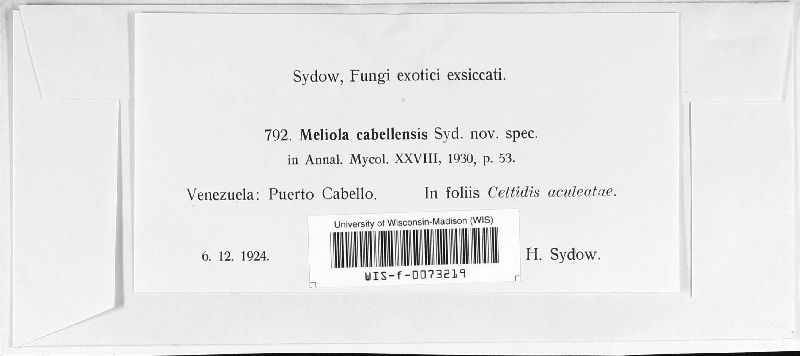 Sydow, Fungi exotici exsiccati.
792. Meliola cabellensis Syd. nov. spec.
in Annal. Mycol. XXVIII, 1930, p. 53.
Venezuela: Puerto Cabello. In foliis Celtidis aculeatae.
University of Wisconsin-Madison (WIS)
6. 12. 1924. H. Sydow.
WIS-f-0073219